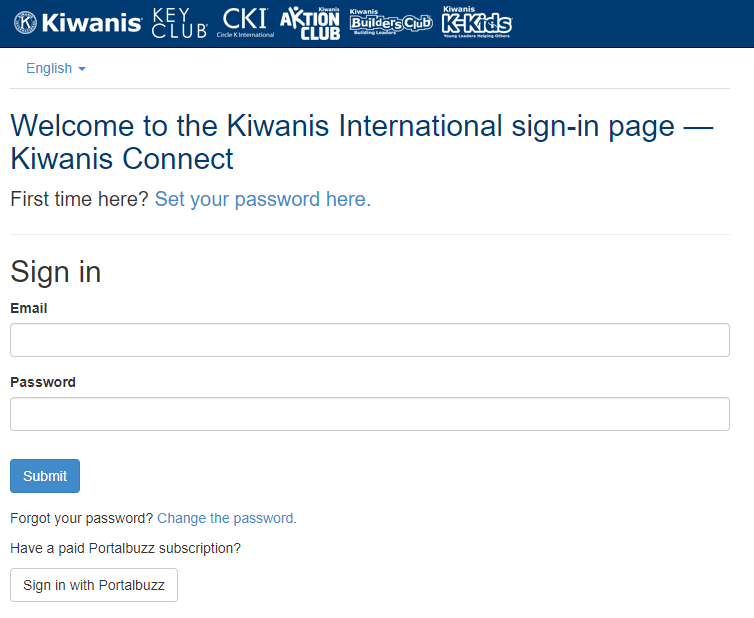 Kiwanis KEY CLUB CKI Circle K International AKTION CLUB Kiwanis Builders Club Building Leaders Kiwanis K-Kids Young Leaders Helping Others
English
Welcome to the Kiwanis International sign-in page —
Kiwanis Connect
First time here? Set your password here.
Sign in
Email
Password
Submit
Forgot your password? Change the password.
Have a paid Portalbuzz subscription?
Sign in with Portalbuzz